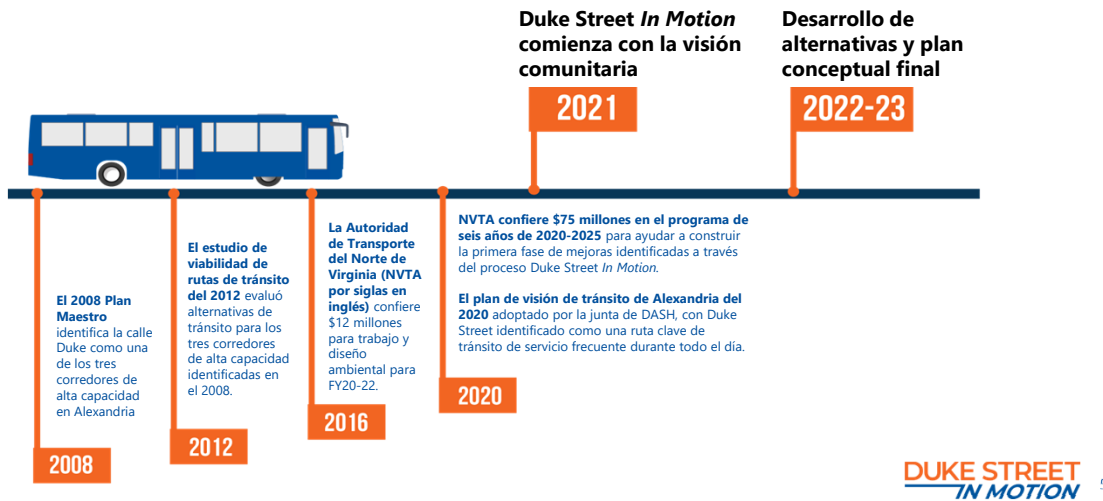 Duke Street In Motion
comienza con la visión
comunitaria
2021
Desarrollo de
alternativas y plan
conceptual final
2022-23
El 2008 Plan
Maestro
identifica la calle
Duke como una
de los tres
corredores de
alta capacidad
en Alexandria
2008
El estudio de
viabilidad de
rutas de tránsito
del 2012 evaluó
alternativas de
tránsito para los
tres corredores
de alta capacidad
identificadas en
el 2008.
2012
La Autoridad
de Transporte
del Norte de
Virginia (NVTA
por siglas en
inglés) confiere
$12 millones
para trabajo y
diseño
ambiental para
FY20-22.
2016
NVTA confiere $75 millones en el programa de
seis años de 2020-2025 para ayudar a construir
la primera fase de mejoras identificadas a través
del proceso Duke Street In Motion.
El plan de visión de tránsito de Alexandria del
2020 adoptado por la junta de DASH, con Duke
Street identificado como una ruta clave de
tránsito de servicio frecuente durante todo el día.
2020
DUKE STREET
IN MOTION